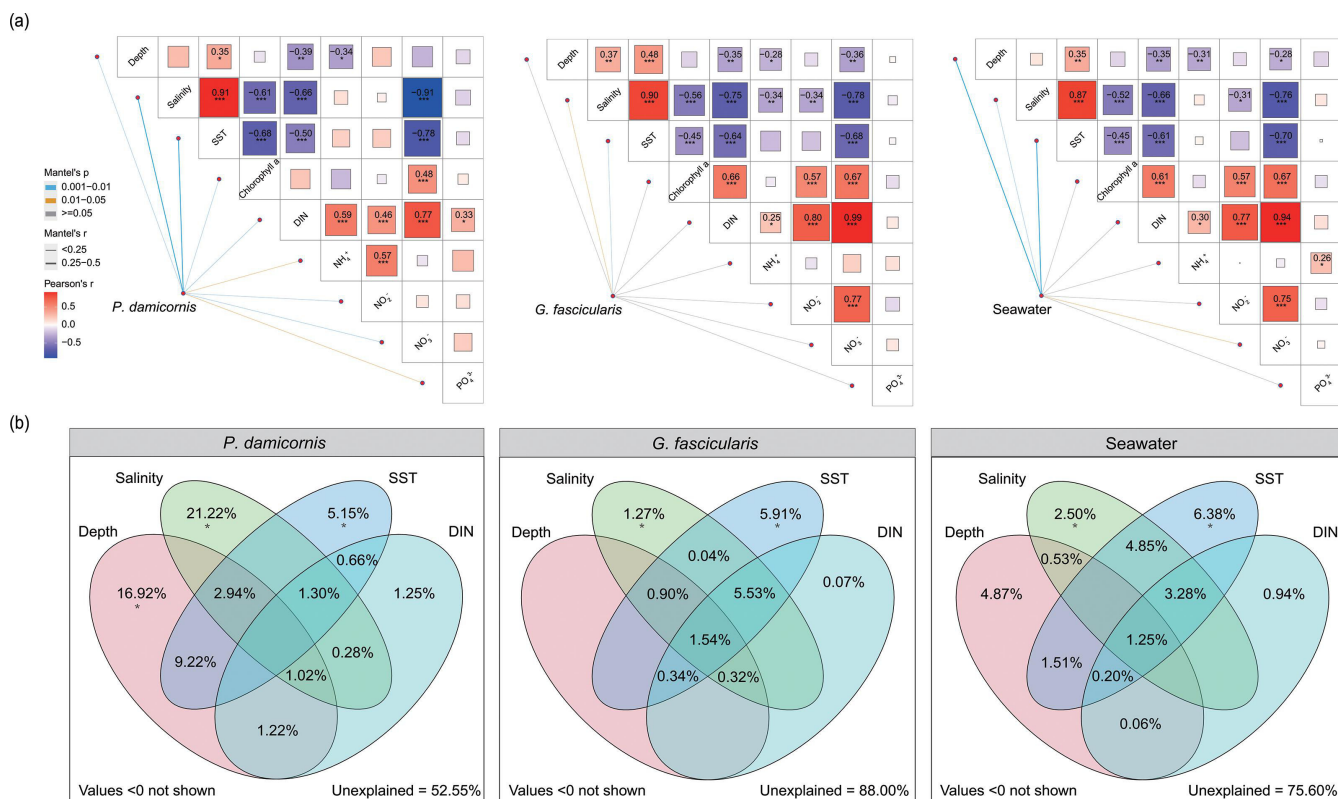 (a)
Depth
0.35
*
−0.39
**
−0.34
*
Salinity
0.91
***
−0.61
***
−0.66
***
−0.91
***
SST
−0.68
***
−0.50
***
−0.78
***
Chlorophyll a
0.48
***
DIN
0.59
***
0.46
***
0.77
***
0.33
*
NH₄⁺
0.57
***
NO₂⁻
NO₃⁻
PO₄³⁻
P. damicornis
Mantel's p
0.001−0.01
0.01−0.05
>=0.05
Mantel's r
<0.25
0.25−0.5
Pearson's r
0.5
0.0
−0.5
Depth
0.37
**
0.48
***
−0.35
**
−0.28
*
−0.36
**
Salinity
0.90
***
−0.56
***
−0.75
***
−0.34
**
−0.34
**
−0.78
***
SST
−0.45
***
−0.64
***
−0.68
***
Chlorophyll a
0.66
***
0.57
***
0.67
***
DIN
0.25
*
0.80
***
0.99
***
NH₄⁺
NO₂⁻
0.77
***
NO₃⁻
PO₄³⁻
G. fascicularis
Depth
0.35
**
−0.35
**
−0.31
**
−0.28
*
Salinity
0.87
***
−0.52
***
−0.66
***
−0.31
*
−0.76
***
SST
−0.45
***
−0.61
***
−0.70
***
Chlorophyll a
0.61
***
0.57
***
0.67
***
DIN
0.30
*
0.77
***
0.94
***
NH₄⁺
0.26
*
NO₂⁻
0.75
***
NO₃⁻
PO₄³⁻
Seawater
(b)
P. damicornis
Salinity
SST
Depth
DIN
21.22%
*
5.15%
*
0.66%
16.92%
*
2.94%
1.30%
1.25%
9.22%
0.28%
1.02%
1.22%
Values <0 not shown
Unexplained = 52.55%
G. fascicularis
Salinity
SST
Depth
DIN
1.27%
*
5.91%
*
0.04%
0.07%
0.90%
5.53%
1.54%
0.34%
0.32%
Values <0 not shown
Unexplained = 88.00%
Seawater
Salinity
SST
Depth
DIN
2.50%
*
6.38%
*
0.53%
4.85%
4.87%
3.28%
0.94%
1.25%
1.51%
0.20%
0.06%
Values <0 not shown
Unexplained = 75.60%